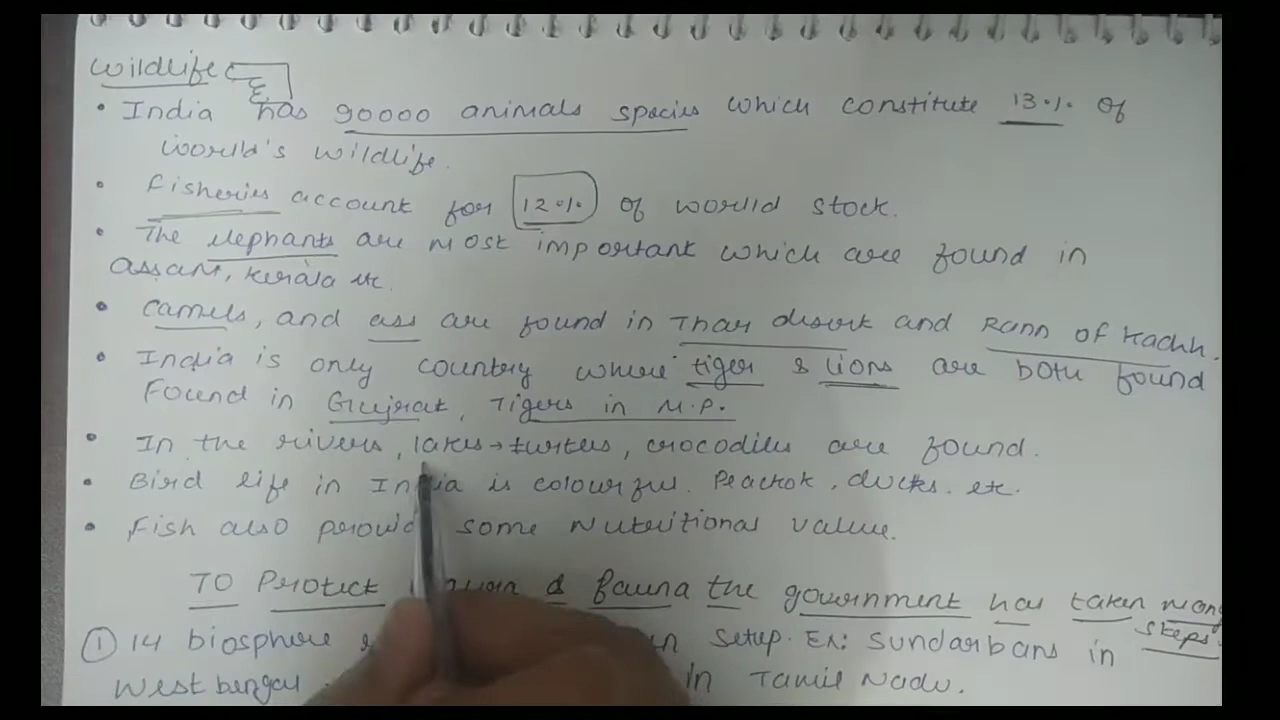 Wildlife
• India has 90000 animals species which constitute 13% of
World's wildlife.
• Fisheries account for 12% of world stock.
• The elephants are most important which are found in
Assam, Kerala etc.
• Camels, and ass are found in Thar desert and Rann of Kachh.
• India is only country where tiger & lions are both found
Found in Gujrat, Tigers in M.P.
• In the rivers, lakes → turtles, crocodiles are found.
• Bird life in India is colourful. Peackok, ducks. etc.
• Fish also provid some Nutritional value.
TO Protect & fauna the government has taken many
steps.
① 14 biosphere setup. Ex: Sundarbans in
West bengal in Tamil Nadu.